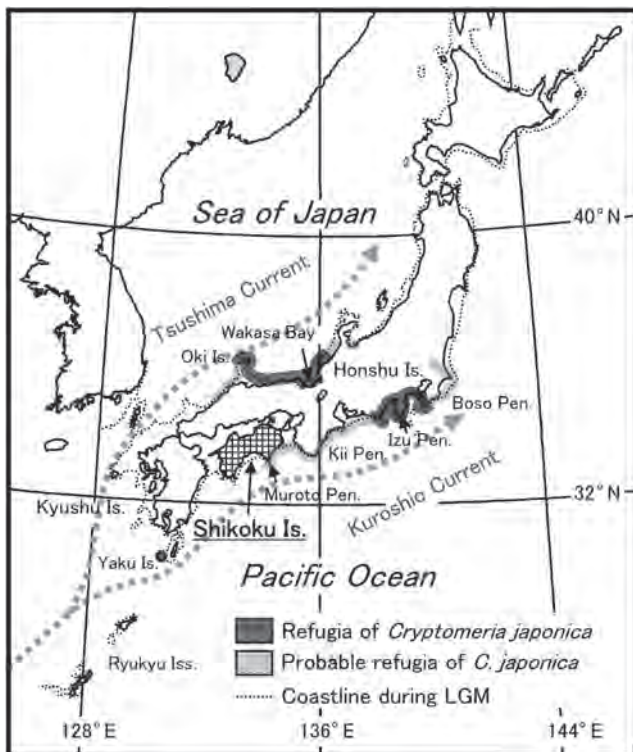 Sea of Japan
40°N
Tsushima Current
Wakasa Bay
Oki Is.
Honshu Is.
Boso Pen.
Izu Pen.
Kii Pen.
Muroto Pen.
Kuroshio Current
32°N
Kyushu Is.
Shikoku Is.
Yaku Is.
Pacific Ocean
Refugia of Cryptomeria japonica
Probable refugia of C. japonica
Ryukyu Iss.
Coastline during LGM
128°E
136°E
144°E